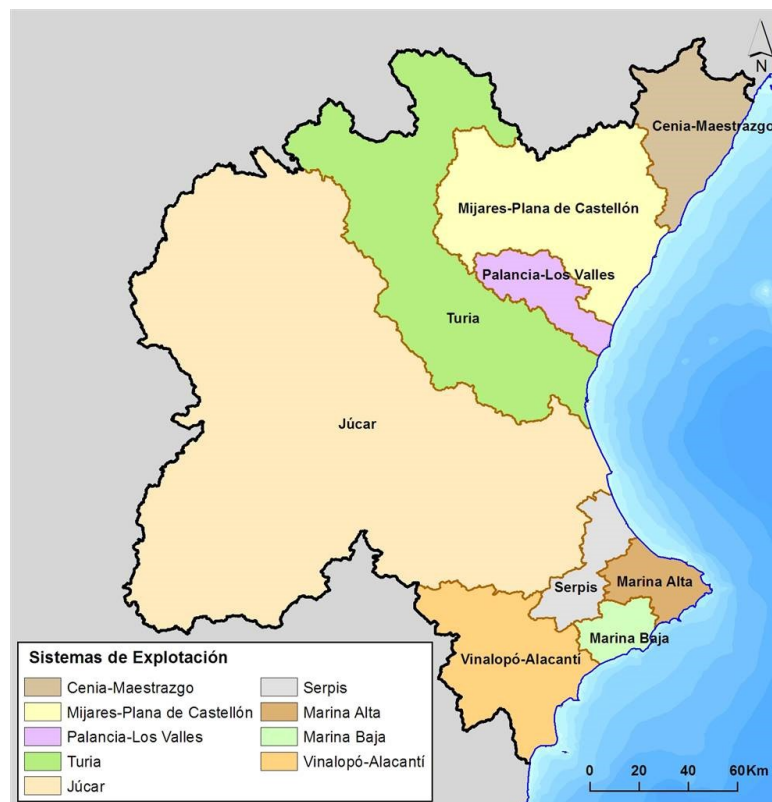 N
Cenia-Maestrazgo
Mijares-Plana de Castellón
Palancia-Los Valles
Turia
Júcar
Serpis
Marina Alta
Marina Baja
Vinalopó-Alacantí
Sistemas de Explotación
Cenia-Maestrazgo
Mijares-Plana de Castellón
Palancia-Los Valles
Turia
Júcar
Serpis
Marina Alta
Marina Baja
Vinalopó-Alacantí
0 20 40 60 Km